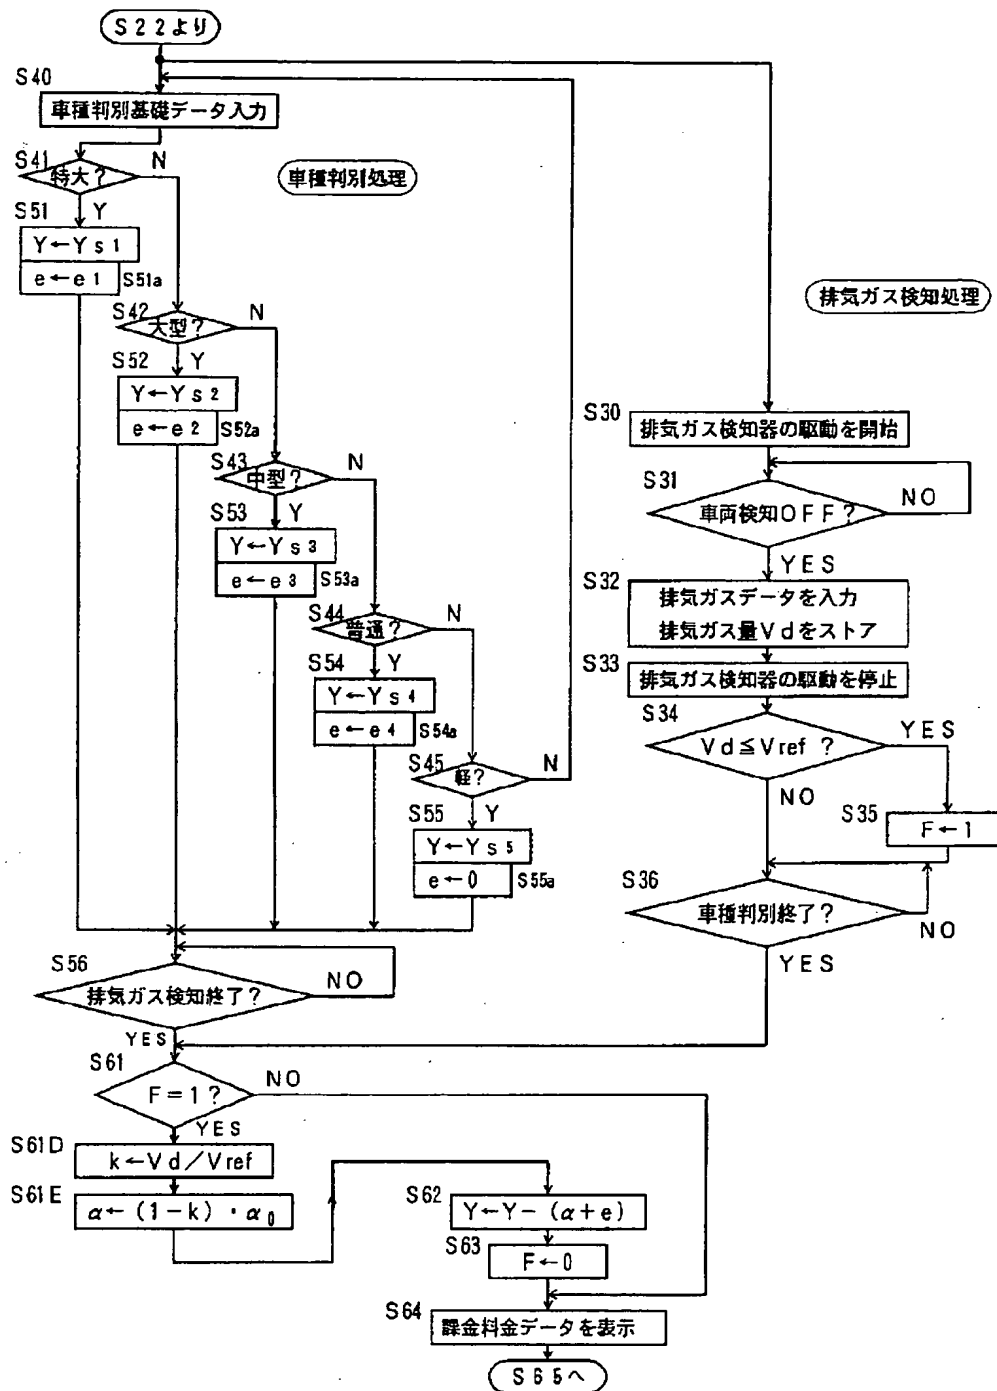 S22より
S40
車種判別基礎データ入力
S41
特大?
N
車種判別処理
S51
Y
Y←Ys1
e←e1
S51a
排気ガス検知処理
S42
大型?
N
S52
Y
Y←Ys2
e←e2
S52a
S43
中型?
N
S53
Y
Y←Ys3
e←e3
S53a
S44
普通?
N
S54
Y
Y←Ys4
e←e4
S54a
S45
軽?
N
S55
Y
Y←Ys5
e←0
S55a
S30
排気ガス検知器の駆動を開始
S31
車両検知OFF?
NO
YES
S32
排気ガスデータを入力
排気ガス量Vdをストア
S33
排気ガス検知器の駆動を停止
S34
Vd≦Vref?
YES
NO
S35
F←1
S36
車種判別終了?
NO
YES
S56
排気ガス検知終了?
NO
YES
S61
F=1?
NO
YES
S61D
k←Vd/Vref
S61E
α←(1-k)・α0
S62
Y←Y-(α+e)
S63
F←0
S64
課金料金データを表示
S65へ